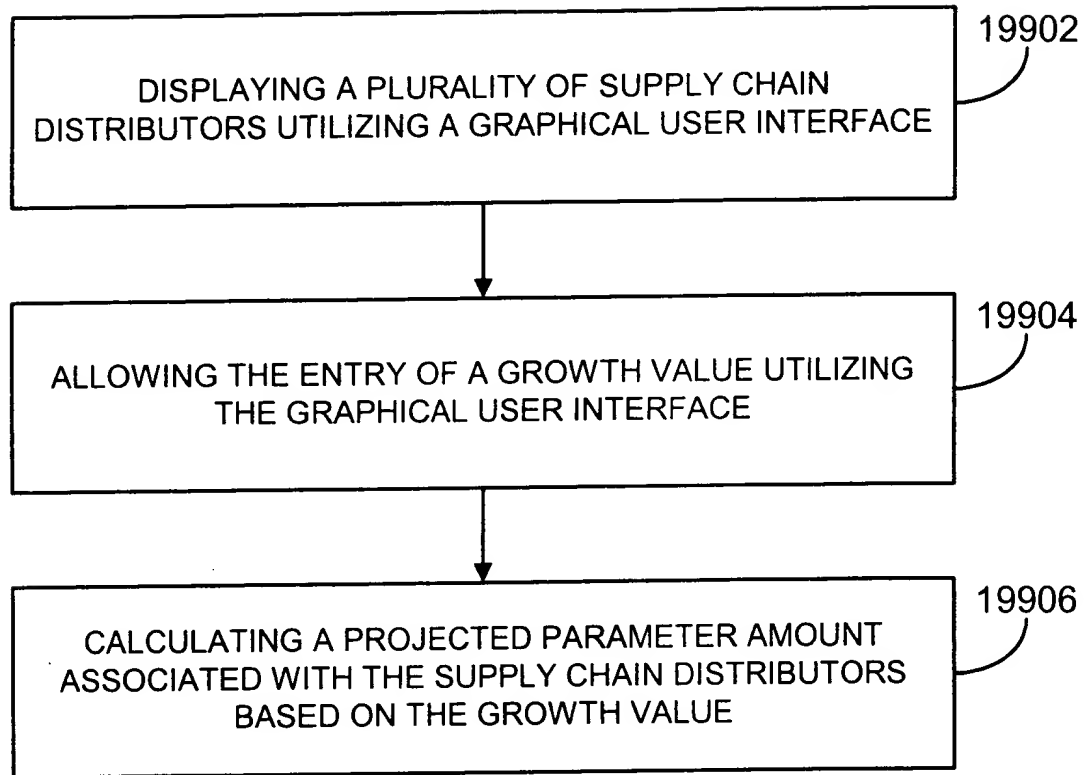 19902
DISPLAYING A PLURALITY OF SUPPLY CHAIN
DISTRIBUTORS UTILIZING A GRAPHICAL USER INTERFACE
19904
ALLOWING THE ENTRY OF A GROWTH VALUE UTILIZING
THE GRAPHICAL USER INTERFACE
19906
CALCULATING A PROJECTED PARAMETER AMOUNT
ASSOCIATED WITH THE SUPPLY CHAIN DISTRIBUTORS
BASED ON THE GROWTH VALUE